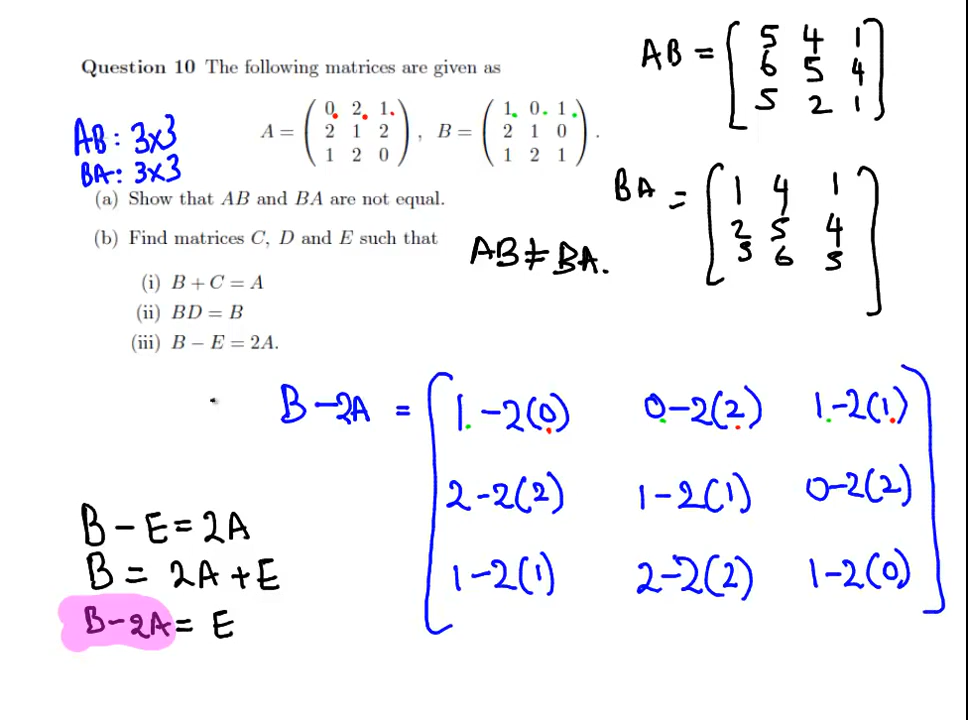 Question 10 The following matrices are given as
A = ( 0 2 1
2 1 2
1 2 0 ) , B = ( 1 0 1
2 1 0
1 2 1 ) .
AB: 3x3
BA: 3x3
(a) Show that AB and BA are not equal.
(b) Find matrices C, D and E such that
(i) B + C = A
(ii) BD = B
(iii) B − E = 2A.
AB = [ 5 4 1
6 5 4
5 2 1 ]
BA = [ 1 4 1
2 5 4
5 6 5 ]
AB ≠ BA.
B - 2A = [ 1 - 2(0) 0 - 2(2) 1 - 2(1)
2 - 2(2) 1 - 2(1) 0 - 2(2)
1 - 2(1) 2 - 2(2) 1 - 2(0) ]
B - E = 2A
B = 2A + E
B - 2A = E